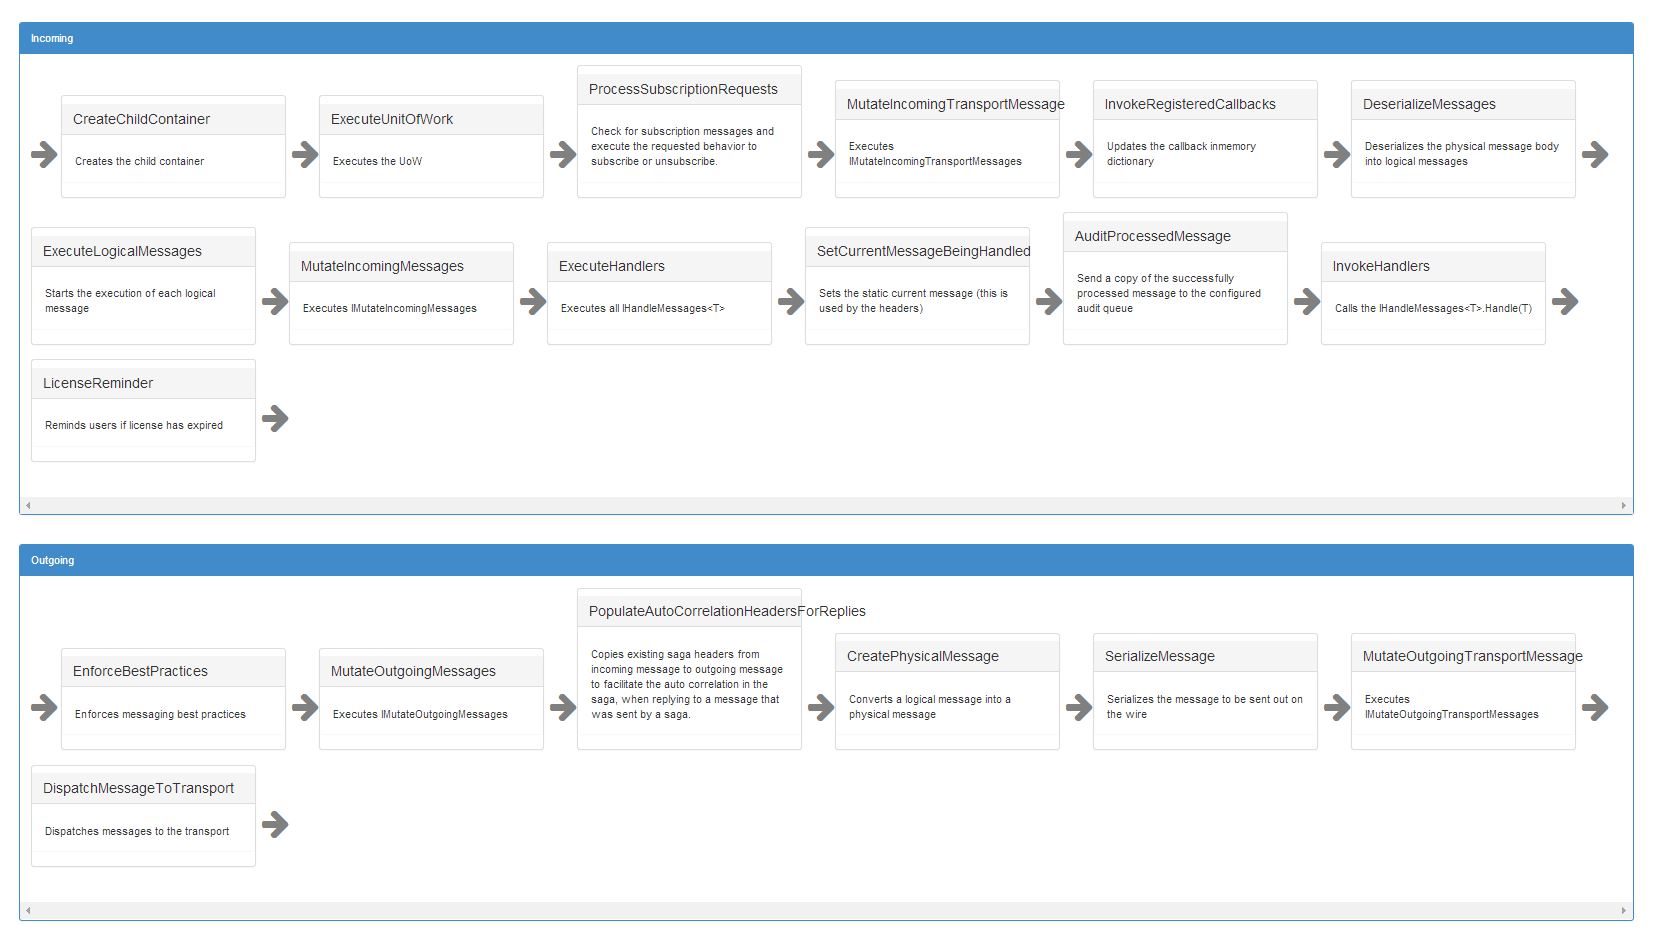 Incoming
CreateChildContainer
Creates the child container
ExecuteUnitOfWork
Executes the UoW
ProcessSubscriptionRequests
Check for subscription messages and
execute the requested behavior to
subscribe or unsubscribe.
MutateIncomingTransportMessage
Executes
IMutateIncomingTransportMessages
InvokeRegisteredCallbacks
Updates the callback inmemory
dictionary
DeserializeMessages
Deserializes the physical message body
into logical messages
ExecuteLogicalMessages
Starts the execution of each logical
message
MutateIncomingMessages
Executes IMutateIncomingMessages
ExecuteHandlers
Executes all IHandleMessages<T>
SetCurrentMessageBeingHandled
Sets the static current message (this is
used by the headers)
AuditProcessedMessage
Send a copy of the successfully
processed message to the configured
audit queue
InvokeHandlers
Calls the IHandleMessages<T>.Handle(T)
LicenseReminder
Reminds users if license has expired
Outgoing
EnforceBestPractices
Enforces messaging best practices
MutateOutgoingMessages
Executes IMutateOutgoingMessages
PopulateAutoCorrelationHeadersForReplies
Copies existing saga headers from
incoming message to outgoing message
to facilitate the auto correlation in the
saga, when replying to a message that
was sent by a saga.
CreatePhysicalMessage
Converts a logical message into a
physical message
SerializeMessage
Serializes the message to be sent out on
the wire
MutateOutgoingTransportMessage
Executes
IMutateOutgoingTransportMessages
DispatchMessageToTransport
Dispatches messages to the transport